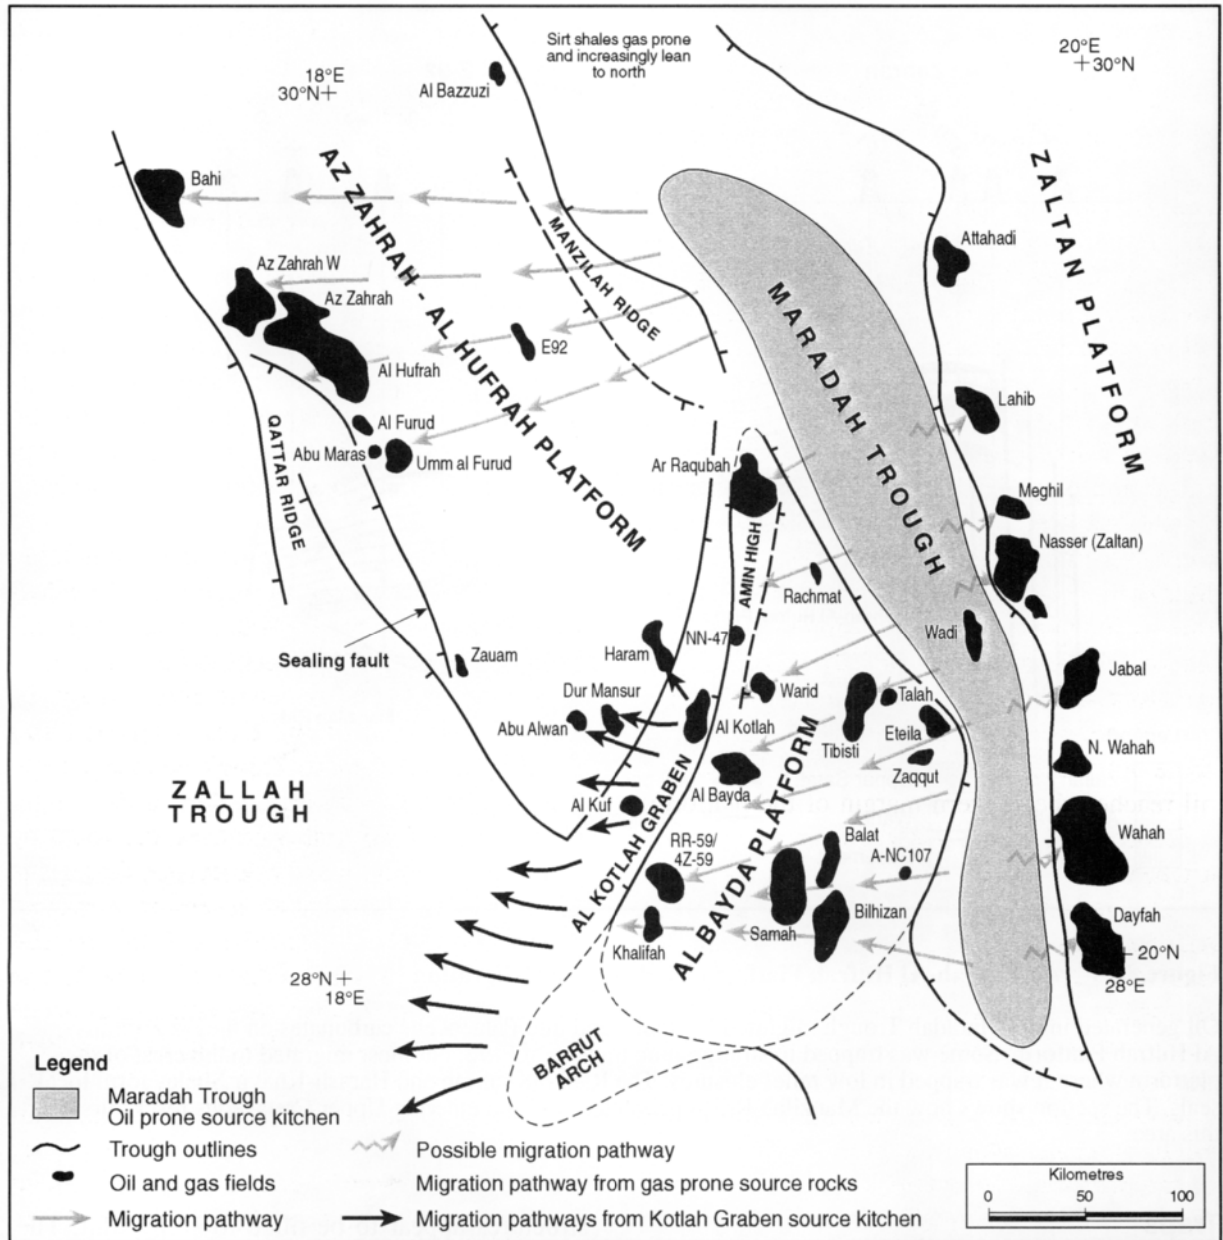 Sirt shales gas prone
and increasingly lean
to north
20°E
30°N
18°E
30°N
Al Bazzuzi
Bahi
AZ ZAHRAH - AL HUFRAH PLATFORM
MANZILAH RIDGE
ZALTAN PLATFORM
Attahadi
Az Zahrah W
Az Zahrah
MARADAH TROUGH
E92
Al Hufrah
Lahib
QATTAR RIDGE
Al Furud
Abu Maras
Umm al Furud
Ar Raqubah
Meghil
Nasser (Zaltan)
AMIN HIGH
Rachmat
Wadi
NN-47
Sealing fault
Zauam
Haram
Jabal
Dur Mansur
Warid
Talah
Abu Alwan
Al Kotlah
Tibisti
Eteila
N. Wahah
Zaqqut
ZALLAH
TROUGH
Al Kuf
Al Bayda
AL KOTLAH GRABEN
AL BAYDA PLATFORM
RR-59/
4Z-59
Balat
A-NC107
Wahah
Bilhizan
Samah
Khalifah
Dayfah
20°N
28°E
28°N
18°E
BARRUT
ARCH
Legend
Maradah Trough
Oil prone source kitchen
Trough outlines
Possible migration pathway
Oil and gas fields
Migration pathway from gas prone source rocks
Migration pathway
Migration pathways from Kotlah Graben source kitchen
Kilometres
0 50 100